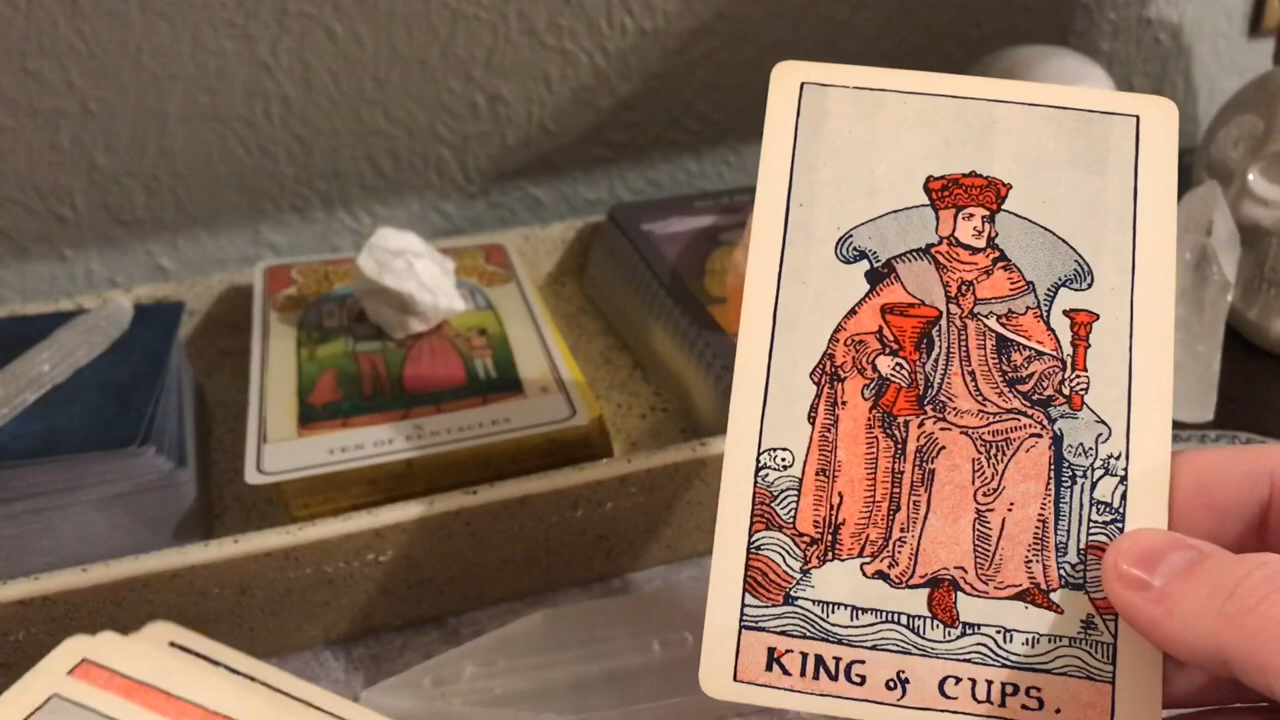 X
TEN OF PENTACLES
KING of CUPS.